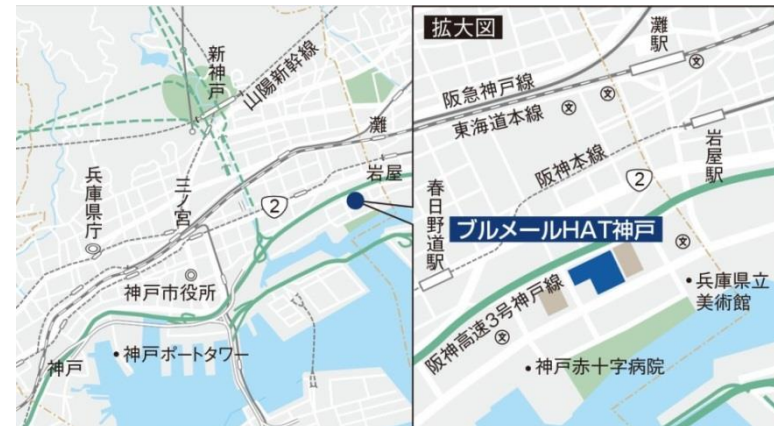 新神戸
山陽新幹線
灘
岩屋
兵庫県庁
三ノ宮
2
神戸市役所
神戸
神戸ポートタワー
拡大図
灘駅
阪急神戸線
東海道本線
文
文
文
岩屋駅
阪神本線
2
春日野道駅
ブルメールHAT神戸
文
兵庫県立
美術館
阪神高速3号神戸線
文
神戸赤十字病院